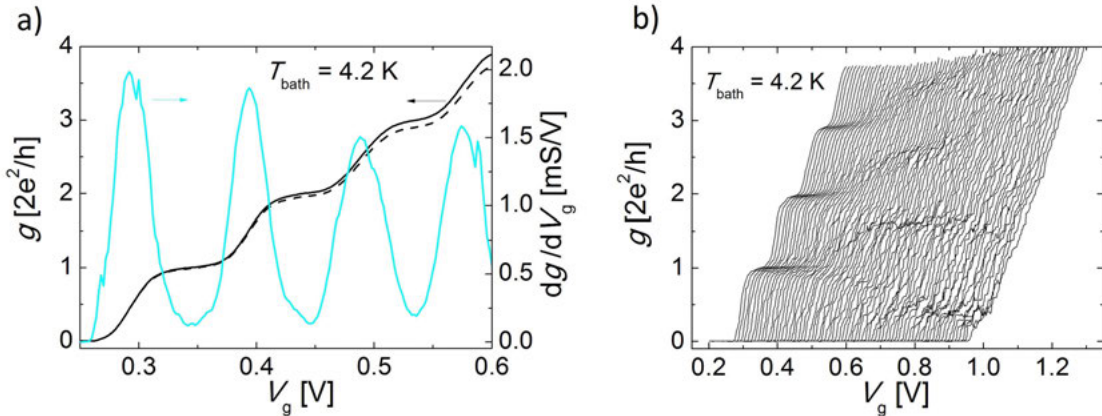 a)
4
3
2
1
0
g [2e²/h]
T_bath = 4.2 K
2.0
1.5
1.0
0.5
0.0
dg/dV_g [mS/V]
0.3
0.4
0.5
0.6
V_g [V]
b)
4
3
2
1
0
g [2e²/h]
T_bath = 4.2 K
0.2
0.4
0.6
0.8
1.0
1.2
V_g [V]